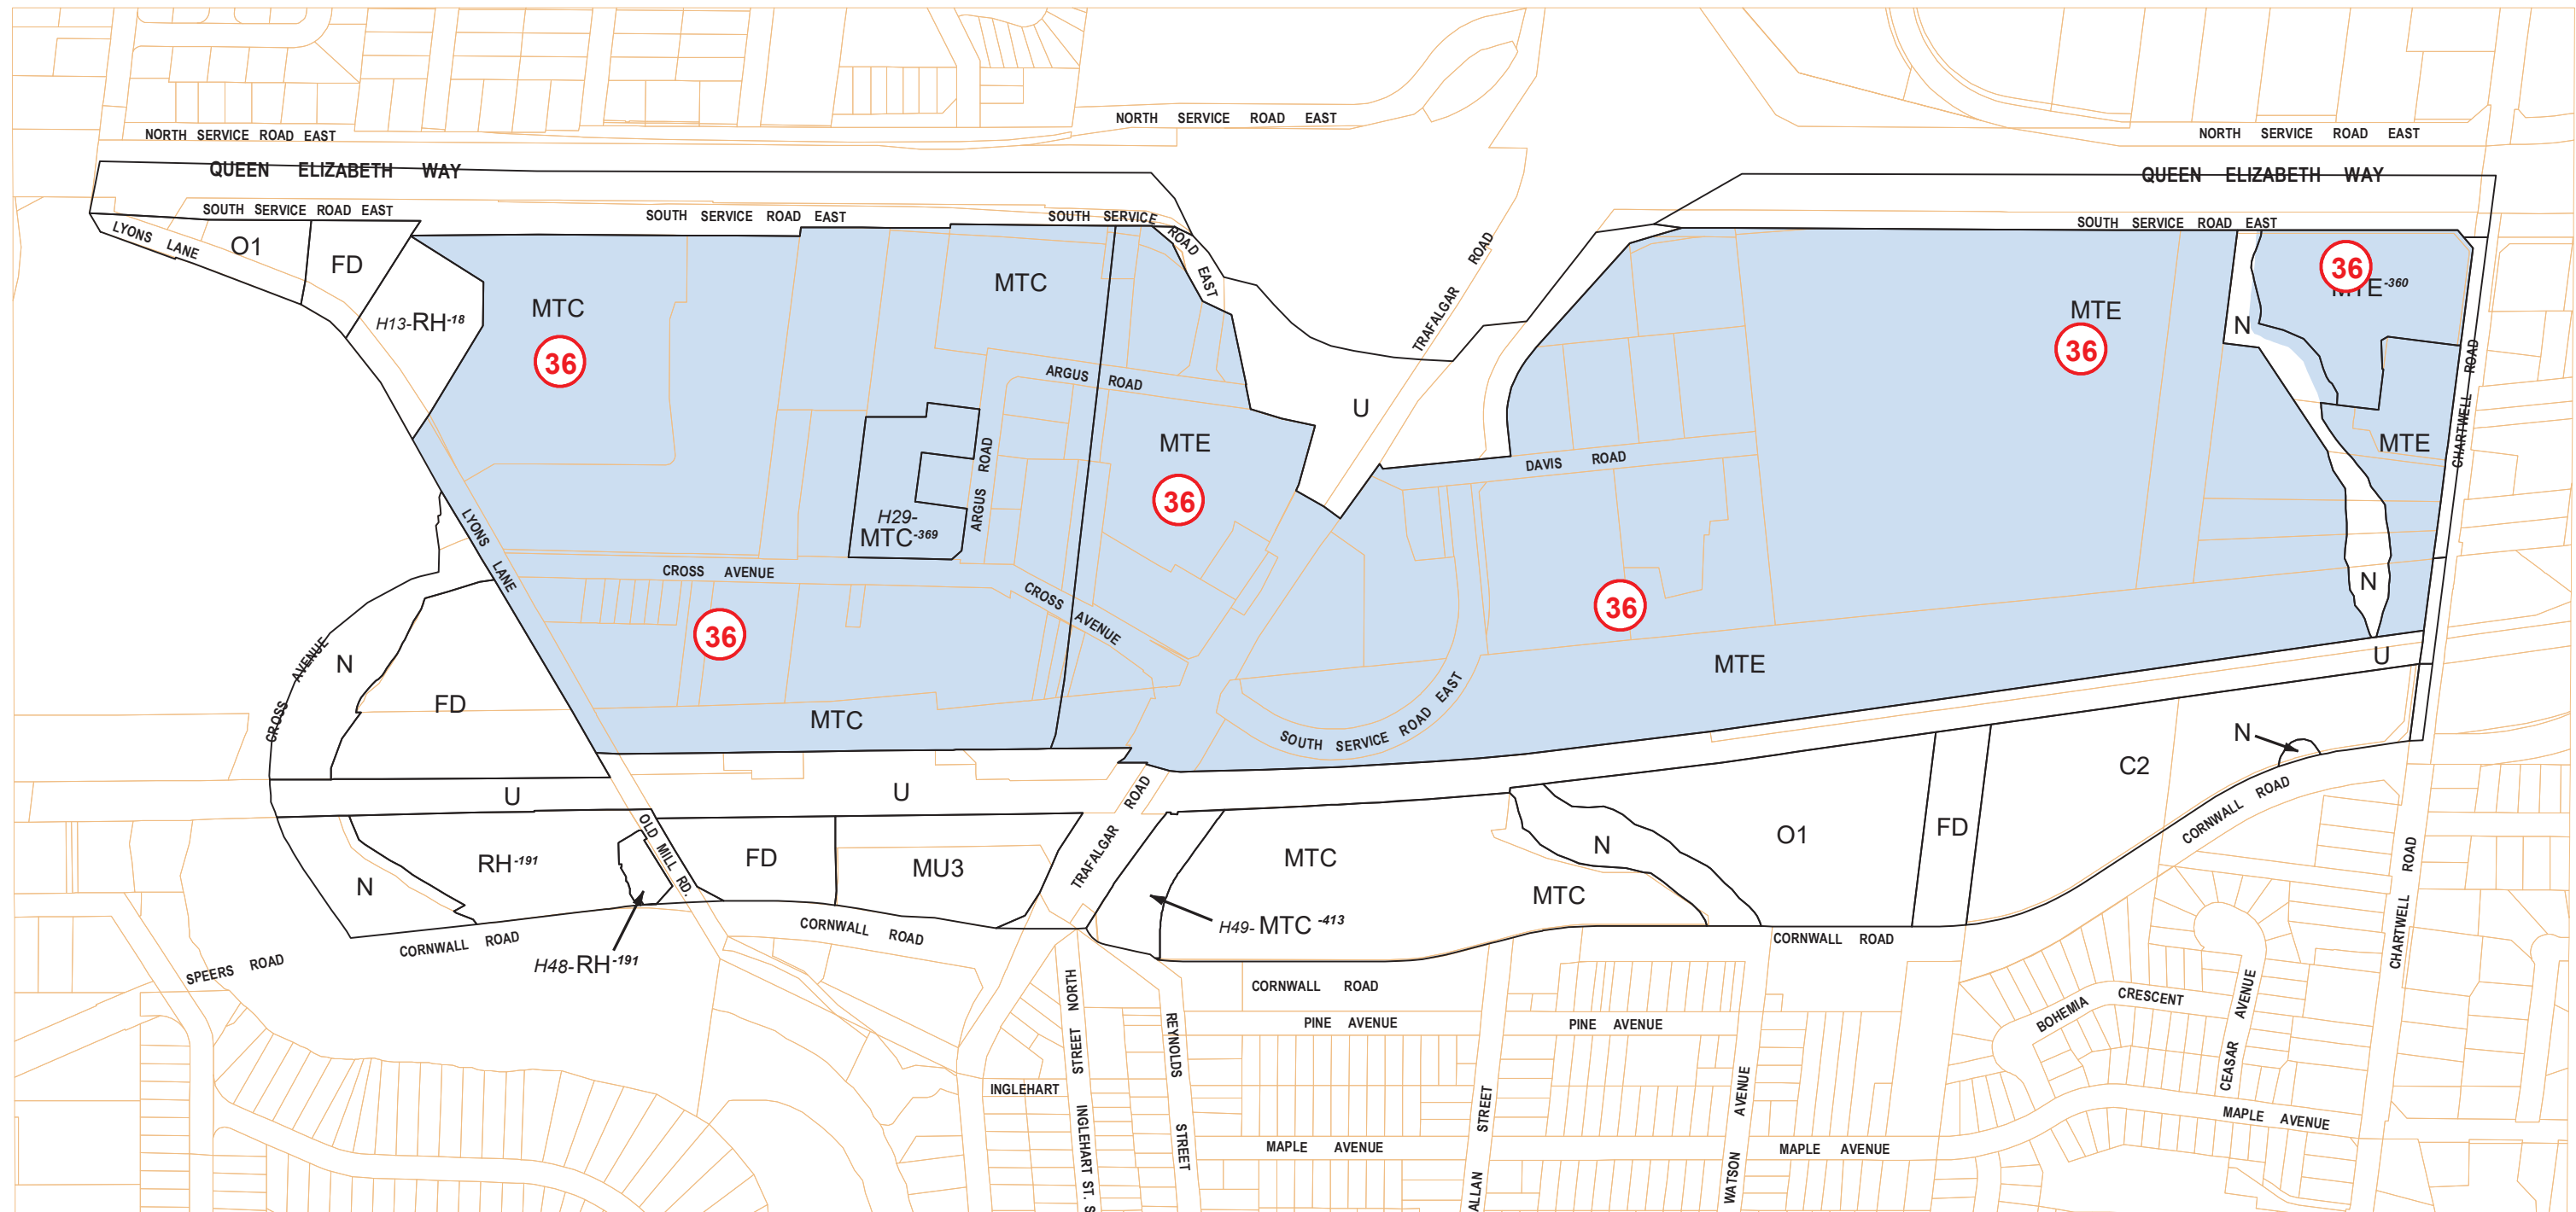 NORTH SERVICE ROAD EAST
NORTH SERVICE ROAD EAST
NORTH SERVICE ROAD EAST
QUEEN ELIZABETH WAY
QUEEN ELIZABETH WAY
SOUTH SERVICE ROAD EAST
SOUTH SERVICE ROAD EAST
SOUTH SERVICE
ROAD EAST
SOUTH SERVICE ROAD EAST
LYONS LANE
O1
FD
H13-RH-18
MTC
36
MTC
TRAFALGAR ROAD
MTE
36
N
36
MTE-360
CHARTWELL ROAD
ARGUS ROAD
U
MTE
36
DAVIS ROAD
MTE
ARGUS ROAD
H29-
MTC-369
LYONS LANE
CROSS AVENUE
CROSS AVENUE
36
36
N
CROSS AVENUE
N
FD
MTC
SOUTH SERVICE ROAD EAST
MTE
U
N
C2
CORNWALL ROAD
U
U
TRAFALGAR ROAD
OLD MILL RD.
RH-191
N
FD
MU3
MTC
MTC
N
O1
FD
H49-MTC-413
H48-RH-191
SPEERS ROAD
CORNWALL ROAD
CORNWALL ROAD
CORNWALL ROAD
CORNWALL ROAD
CHARTWELL ROAD
NORTH STREET
INGLEHART
INGLEHART ST. S
REYNOLDS STREET
PINE AVENUE
PINE AVENUE
BOHEMIA CRESCENT
CEASAR AVENUE
MAPLE AVENUE
MAPLE AVENUE
MAPLE AVENUE
ALLAN STREET
WATSON AVENUE